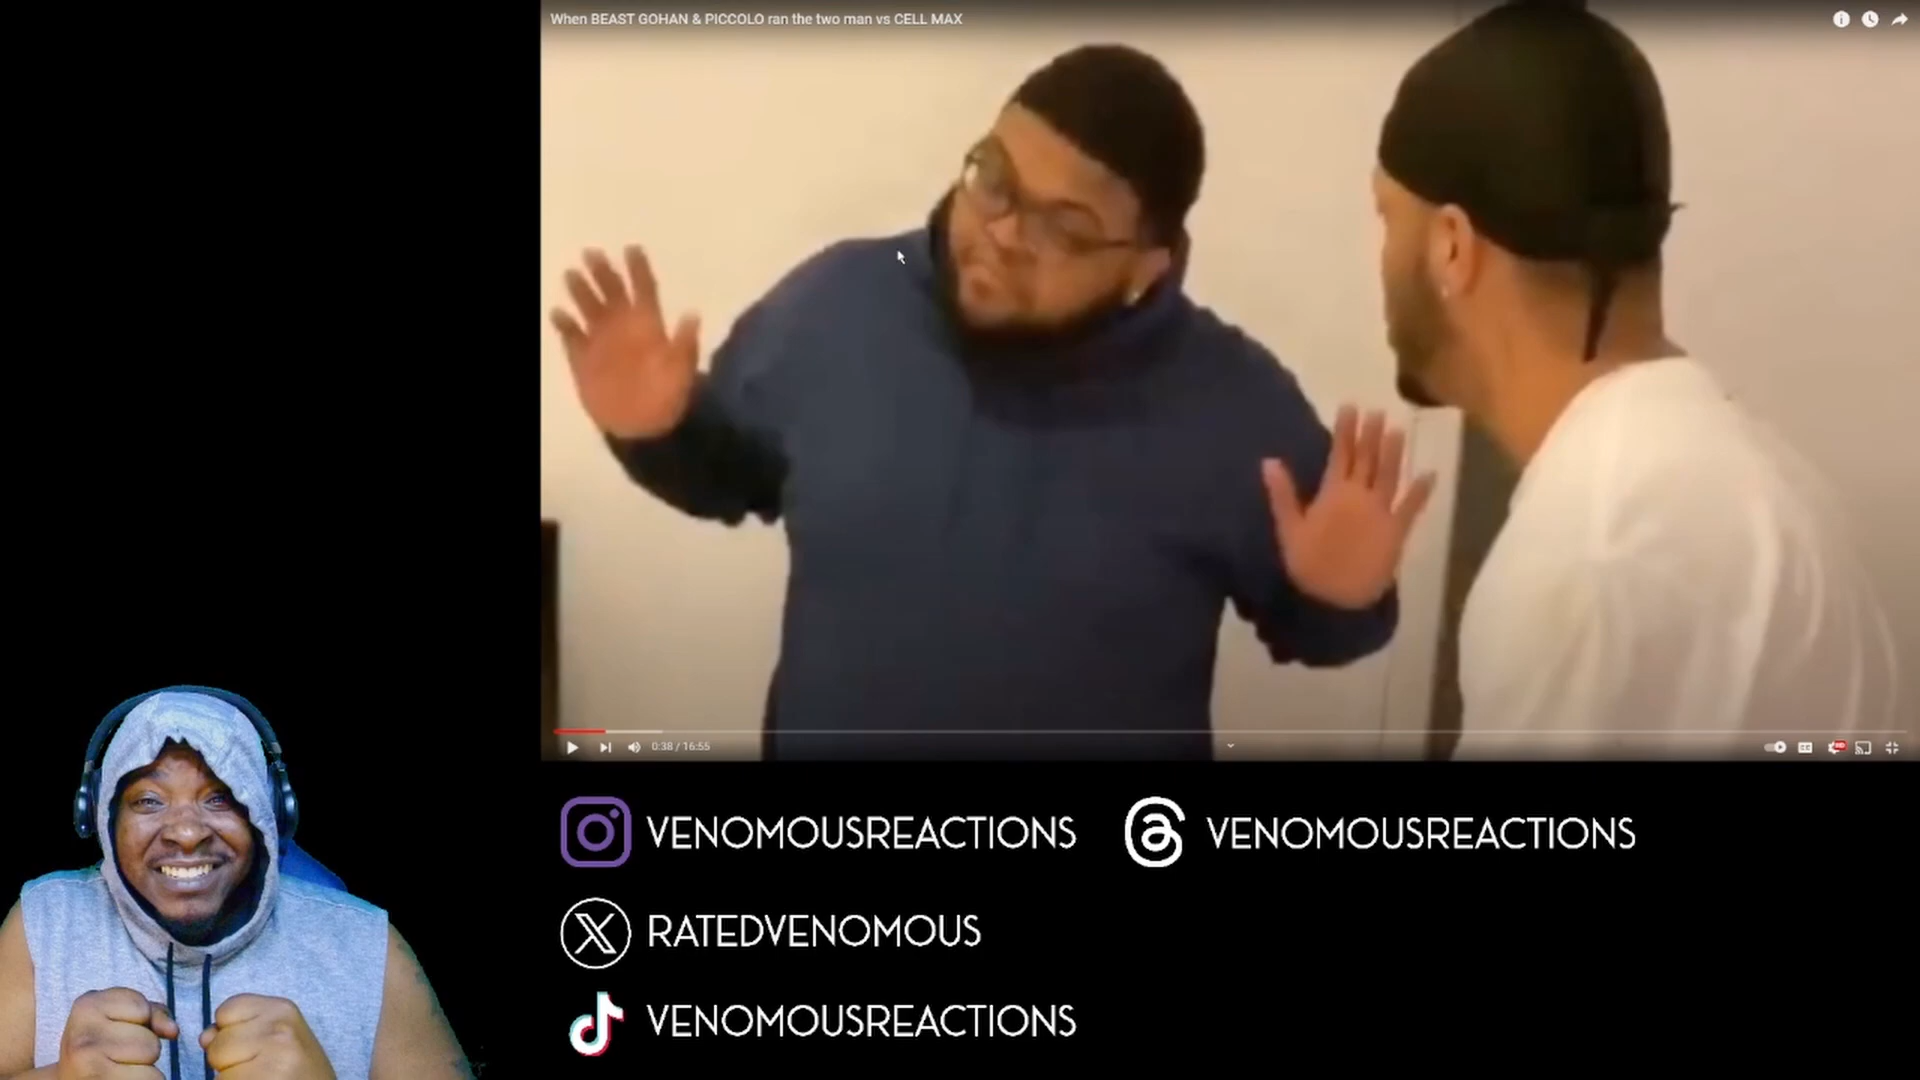 When BEAST GOHAN & PICCOLO ran the two man vs CELL MAX
0:38 / 16:55
VENOMOUSREACTIONS
VENOMOUSREACTIONS
RATEDVENOMOUS
VENOMOUSREACTIONS